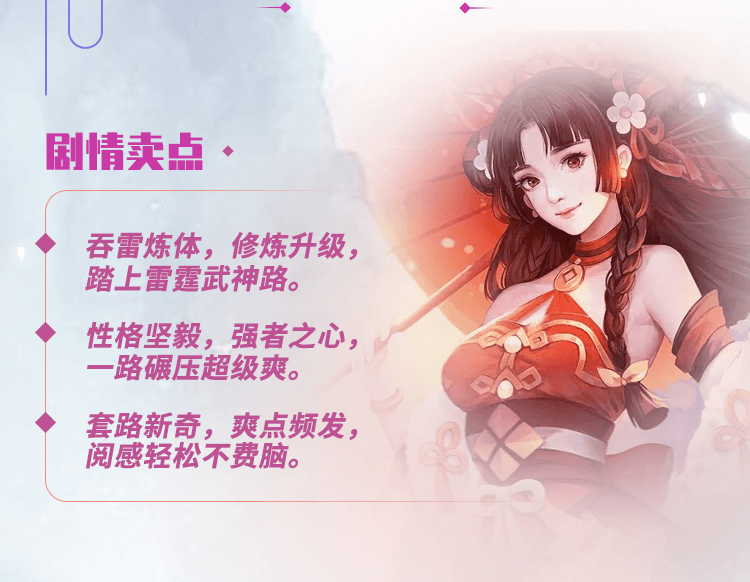 剧情卖点
吞雷炼体，修炼升级，
踏上雷霆武神路。
性格坚毅，强者之心，
一路碾压超级爽。
套路新奇，爽点频发，
阅感轻松不费脑。